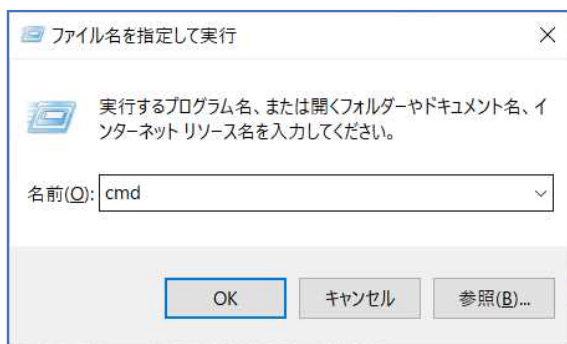 ファイル名を指定して実行
実行するプログラム名、または開くフォルダーやドキュメント名、イ
ンターネット リソース名を入力してください。
名前(O): cmd
OK キャンセル 参照(B)...